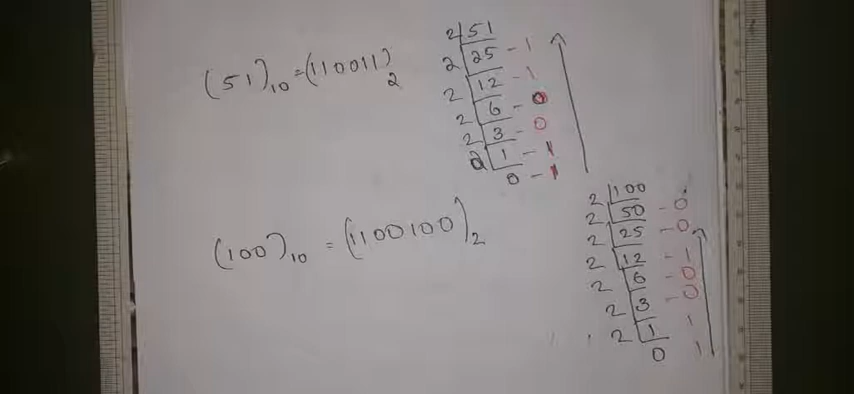 (51)10 = (110011)2
2 51
2 25 - 1
2 12 - 1
2 6 - 0
2 3 - 0
2 1 - 1
0 - 1
(100)10 = (1100100)2
2 100
2 50 - 0
2 25 - 0
2 12 - 1
2 6 - 0
2 3 - 0
2 1 1
0 1